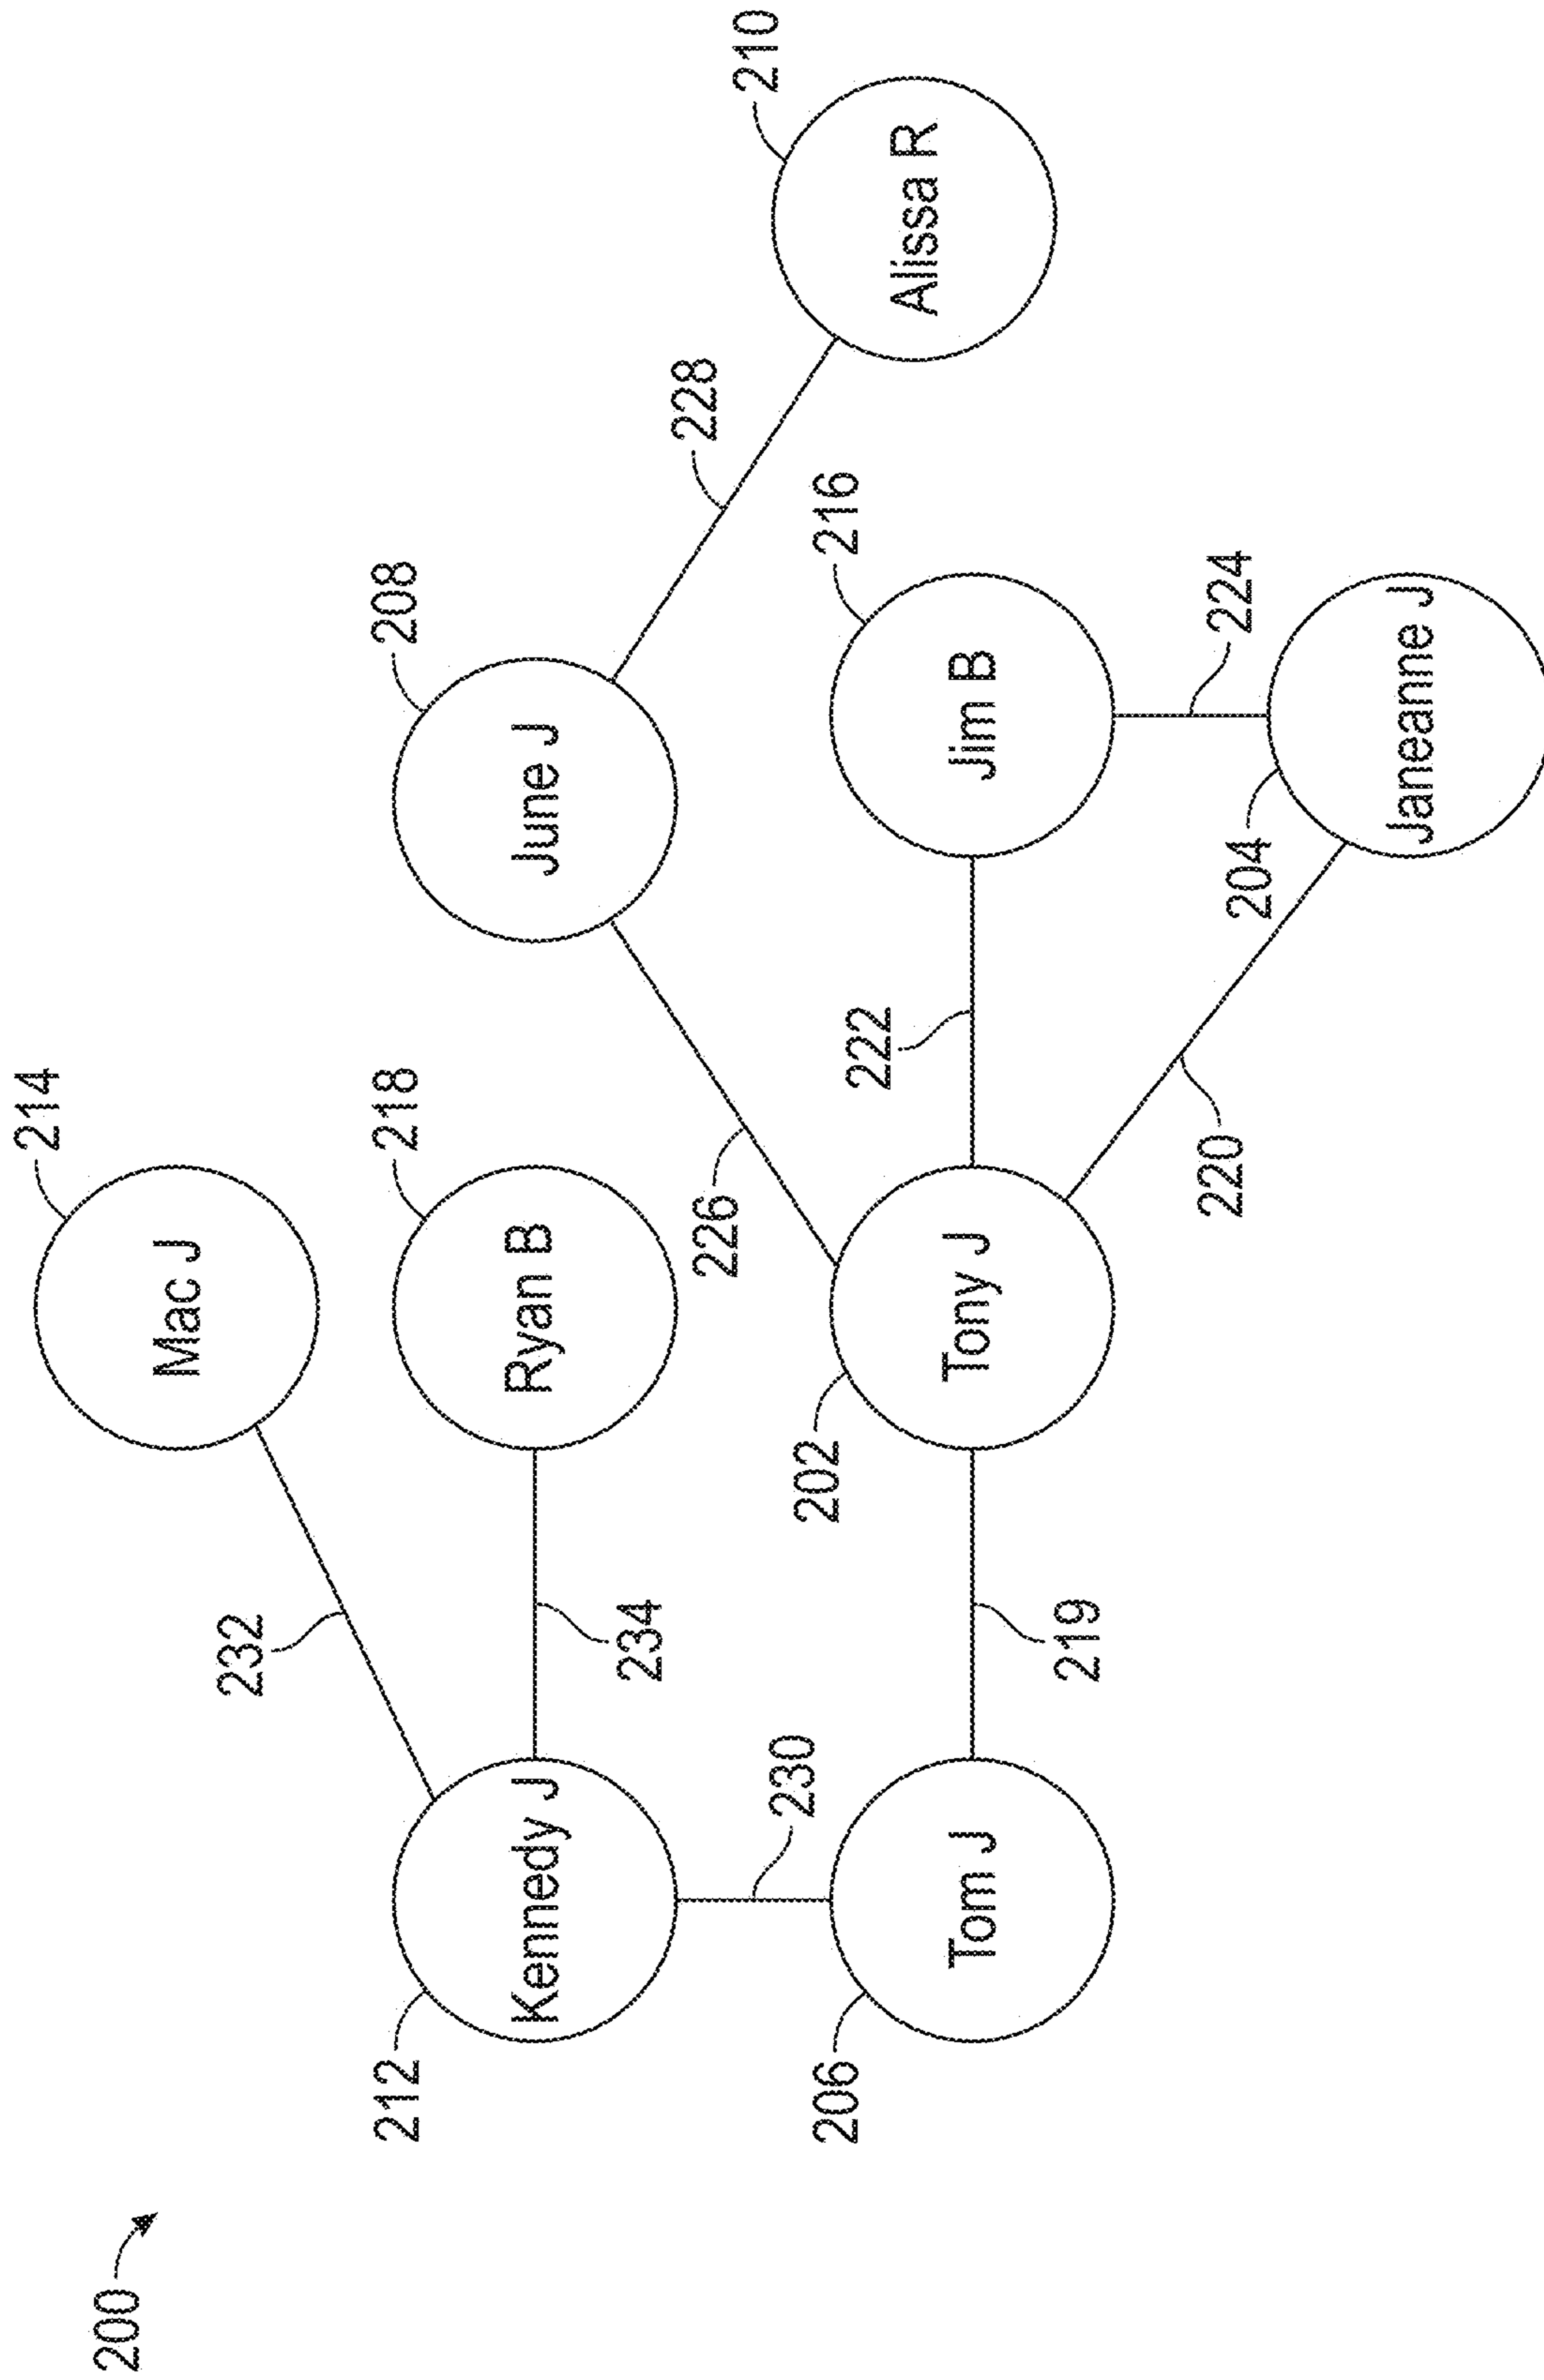 200
214
Mac J
232
212
Kennedy J
234
218
Ryan B
208
June J
210
Alissa R
228
226
230
206
Tom J
219
202
Tony J
222
216
Jim B
224
204
220
Janeanne J